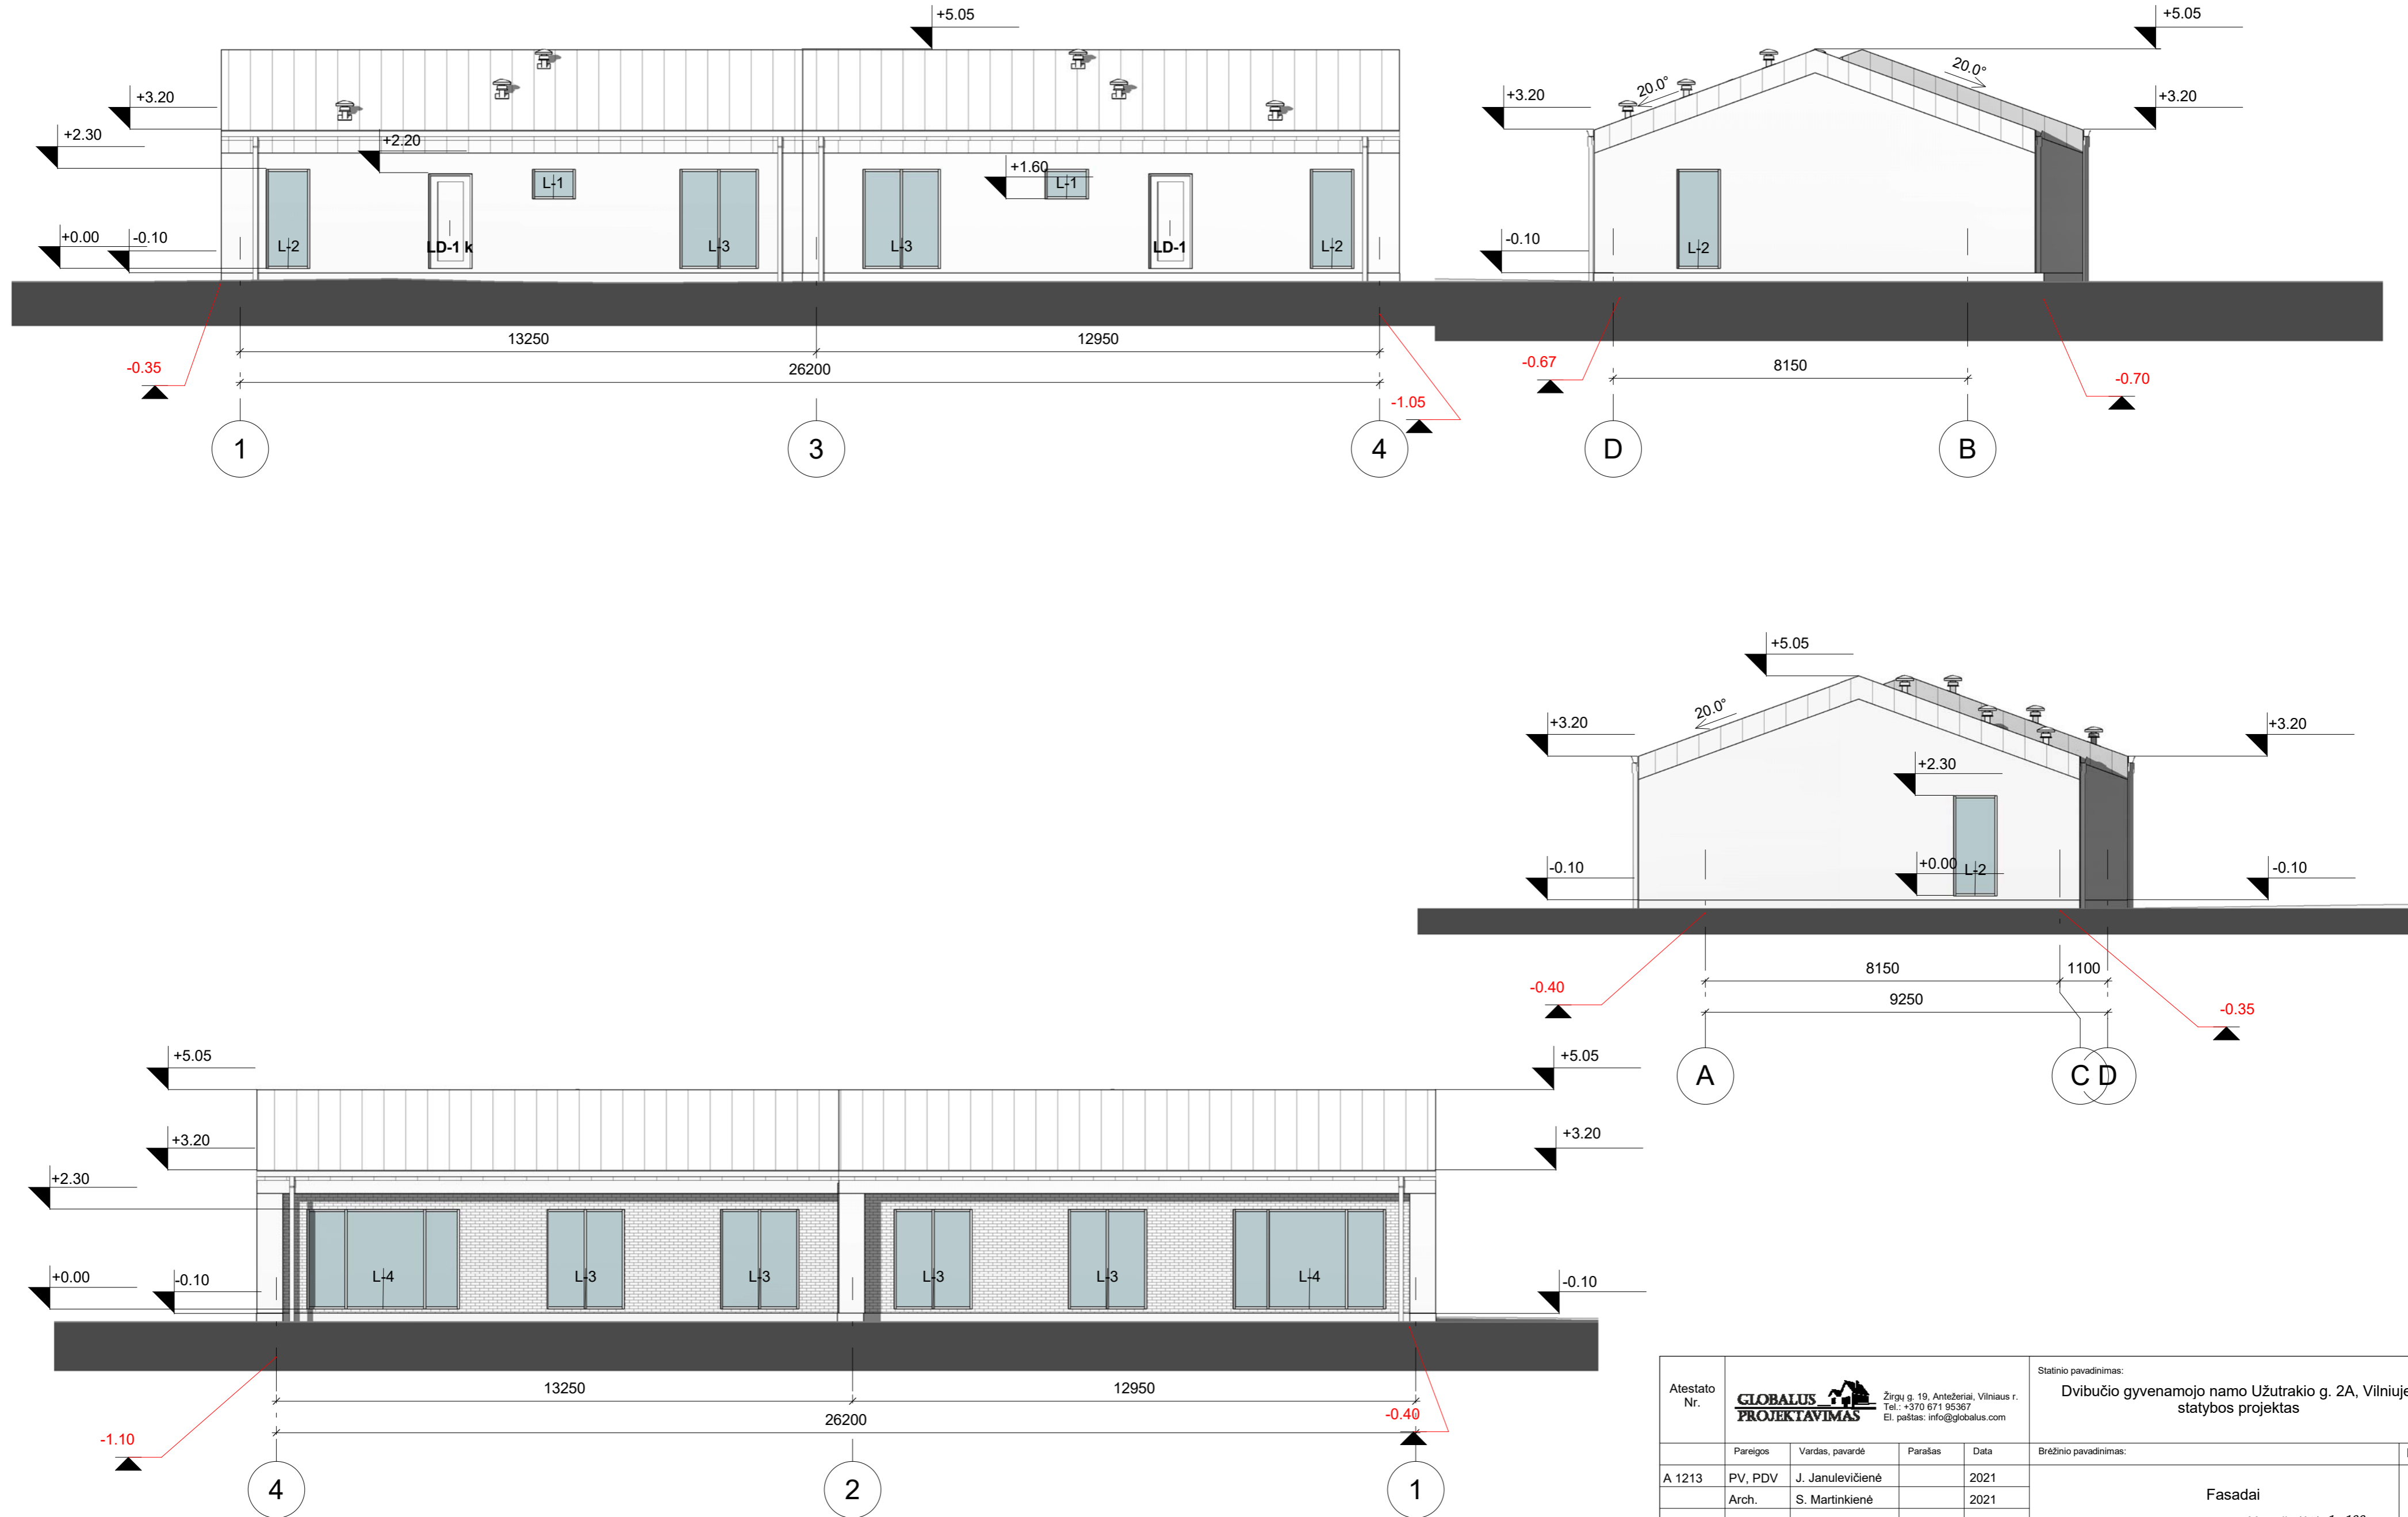 +5.05
+3.20
+2.30
+2.20
+1.60
+0.00
-0.10
L-2
LD-1 k
L-1
L-3
L-3
L-1
LD-1
L-2
13250
12950
26200
-0.35
-1.05
1
3
4
+5.05
20.0°
20.0°
+3.20
+3.20
-0.10
L-2
-0.67
8150
-0.70
D
B
+5.05
20.0°
+3.20
+3.20
+2.30
+0.00
L-2
-0.10
-0.10
8150
1100
9250
-0.40
-0.35
A
C
D
+5.05
+5.05
+3.20
+3.20
+2.30
+0.00
-0.10
-0.10
L-4
L-3
L-3
L-3
L-3
L-4
13250
12950
26200
-1.10
-0.40
4
2
1
Atestato Nr.
GLOBALUS
PROJEKTAVIMAS
Žirgų g. 19, Antežeriai, Vilniaus r.
Tel.: +370 671 95367
El. paštas: info@globalus.com
Statinio pavadinimas:
Dvibučio gyvenamojo namo Užutrakio g. 2A, Vilniuje
statybos projektas
Pareigos Vardas, pavardė Parašas Data
Brėžinio pavadinimas:
A 1213 PV, PDV J. Janulevičienė 2021
Arch. S. Martinkienė 2021
Fasadai